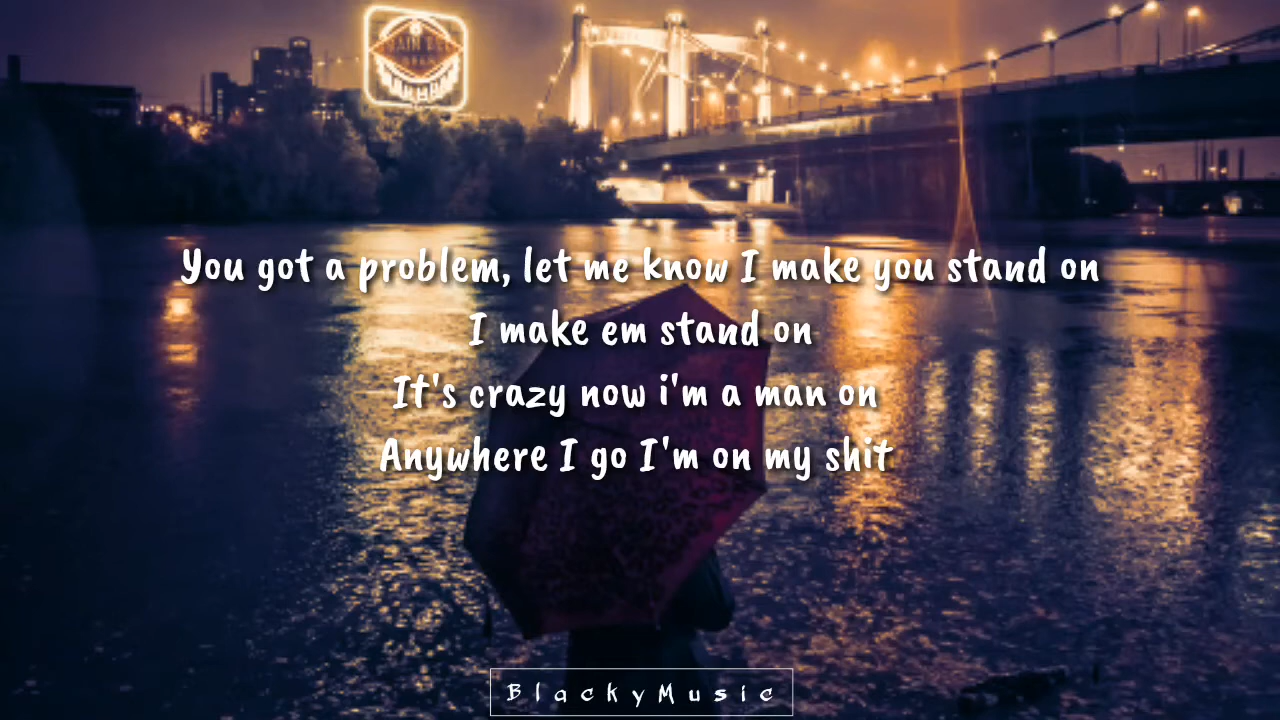 You got a problem, let me know I make you stand on
I make em stand on
It's crazy now i'm a man on
Anywhere I go I'm on my shit
BlackyMusic